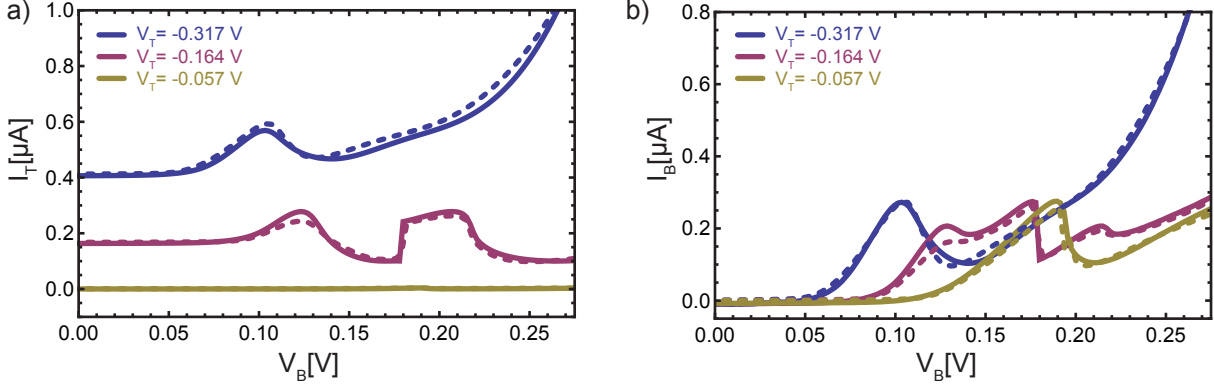 a)
V_T= -0.317 V
V_T= -0.164 V
V_T= -0.057 V
I_T[µA]
1.0
0.8
0.6
0.4
0.2
0.0
0.00 0.05 0.10 0.15 0.20 0.25
V_B[V]
b)
V_T= -0.317 V
V_T= -0.164 V
V_T= -0.057 V
I_B[µA]
0.8
0.6
0.4
0.2
0.0
0.00 0.05 0.10 0.15 0.20 0.25
V_B[V]